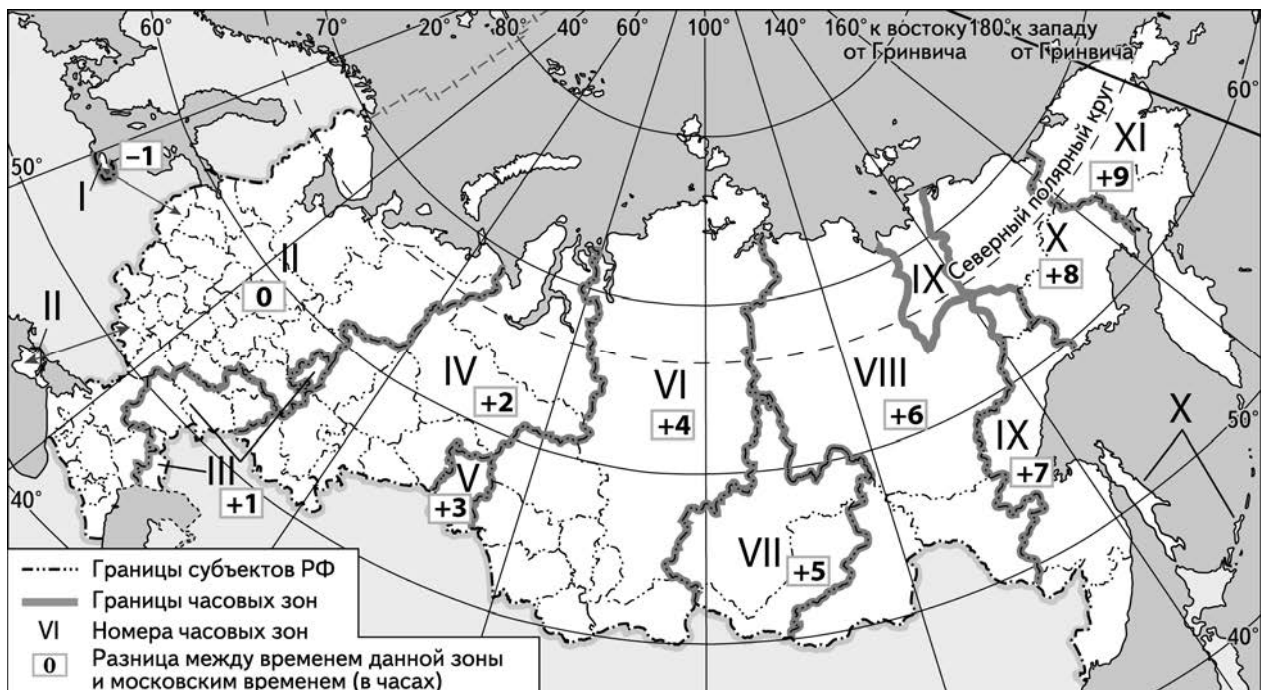 60°
70°
20°
40°
60°
80°
100°
120°
140°
160° к востоку
от Гринвича
180° к западу
от Гринвича
60°
50°
I
–1
Северный полярный круг
XI
+9
X
+8
IX
II
0
II
IV
+2
VI
+4
VIII
+6
X
50°
IX
+7
V
+3
III
+1
40°
VII
+5
40°
Границы субъектов РФ
Границы часовых зон
VI Номера часовых зон
0 Разница между временем данной зоны
и московским временем (в часах)